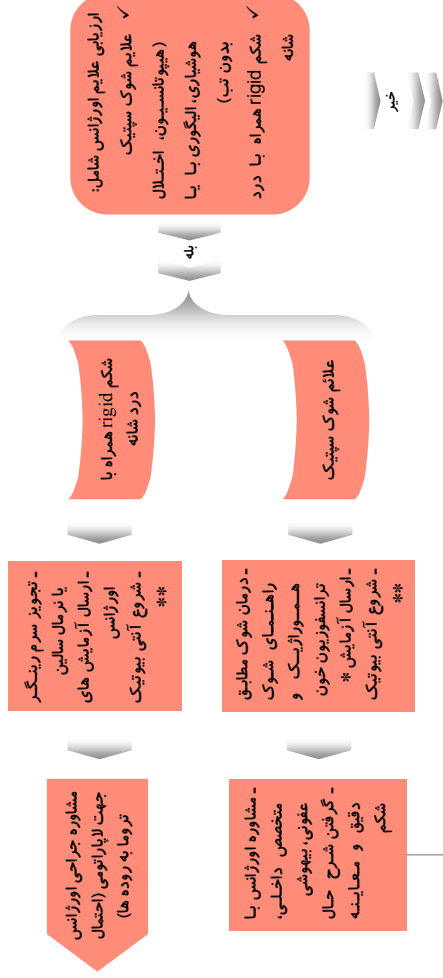 ارزیابی علایم اورژانس شامل:
✓ علایم شوک سپتیک
(هیپوتانسیون، اختلال
هوشیاری، الیگوری با یا
بدون تب)
✓ شکم rigid همراه با درد
شانه
خیر
بله
شکم rigid همراه با
درد شانه
علائم شوک سپتیک
- تجویز سرم رینگر
یا نرمال سالین
- ارسال آزمایش های
اورژانس
- شروع آنتی بیوتیک
**
- درمان شوک مطابق
راهنمای شوک
هموراژیک و
ترانسفوزیون خون
- ارسال آزمایش *
- شروع آنتی بیوتیک
**
مشاوره جراحی اورژانس
جهت لاپاراتومی (احتمال
تروما به روده ها)
- مشاوره اورژانس با
متخصص داخلی،
عفونی، بیهوشی
- گرفتن شرح حال
دقیق و معاینه
شکم